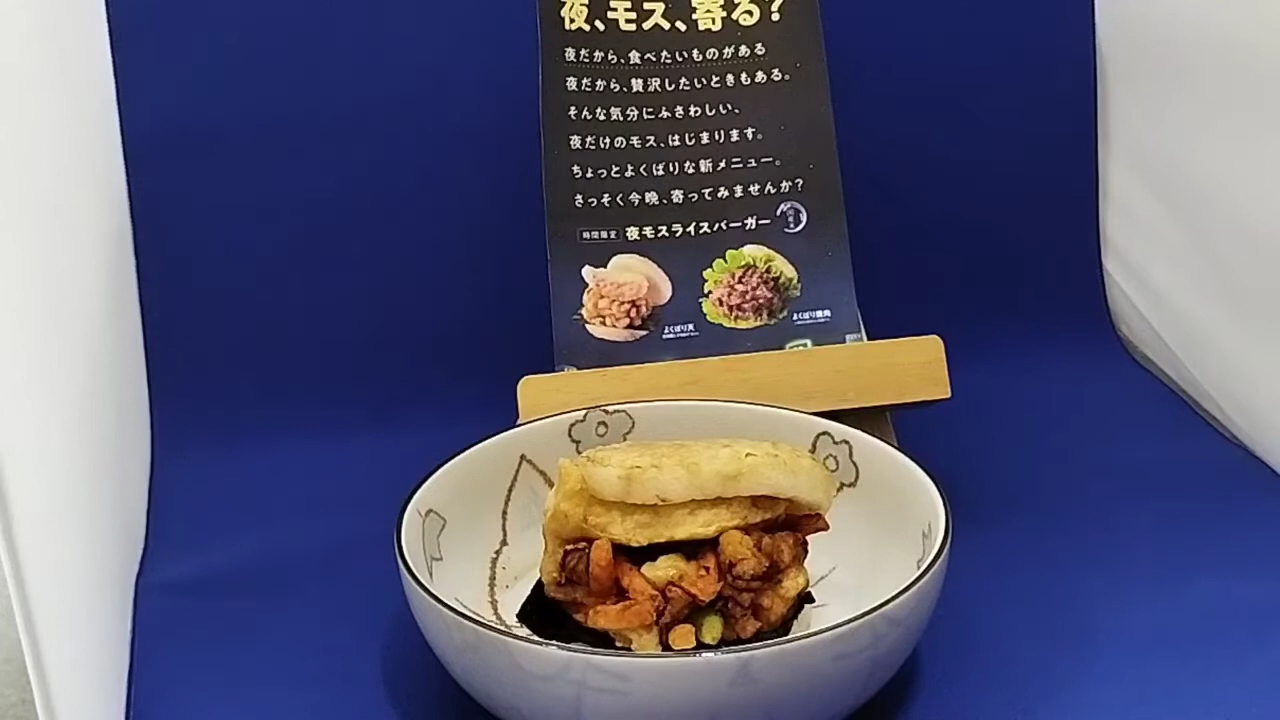 夜、モス、寄る?
夜だから、食べたいものがある
夜だから、贅沢したいときもある。
そんな気分にふさわしい、
夜だけのモス、はじまります。
ちょっとよくばりな新メニュー。
さっそく今晩、寄ってみませんか?
時間限定 夜モスライスバーガー
よくばり天
よくばり焼肉